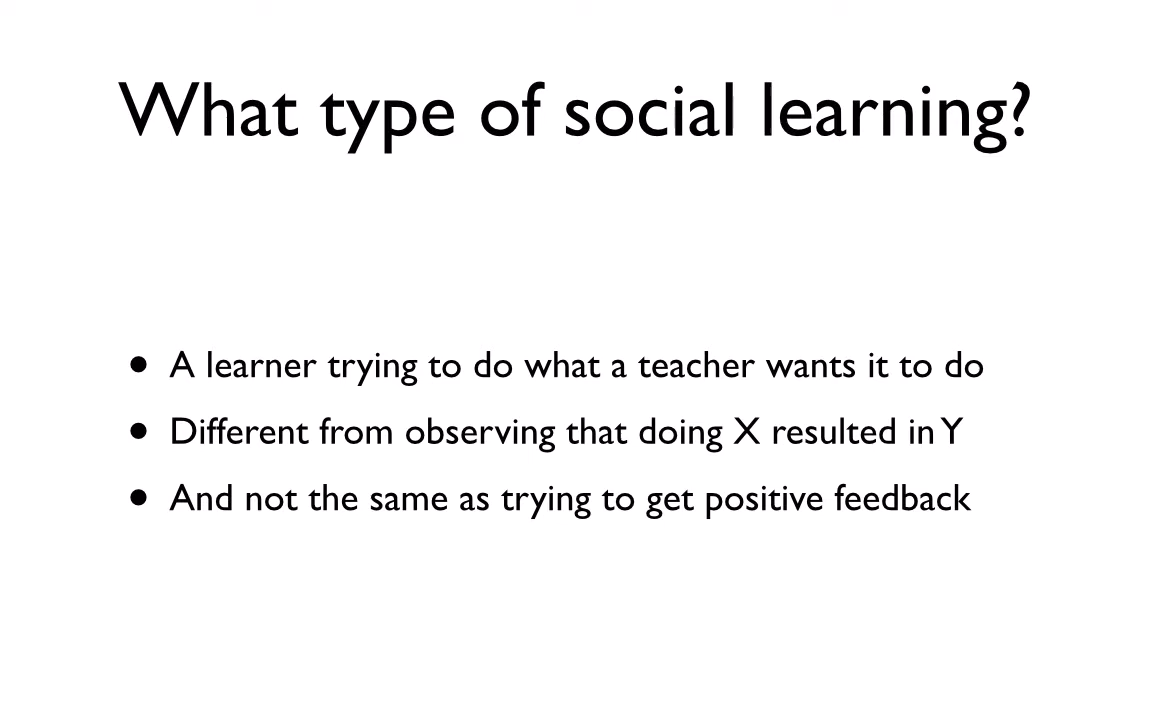 What type of social learning?
• A learner trying to do what a teacher wants it to do
• Different from observing that doing X resulted in Y
• And not the same as trying to get positive feedback